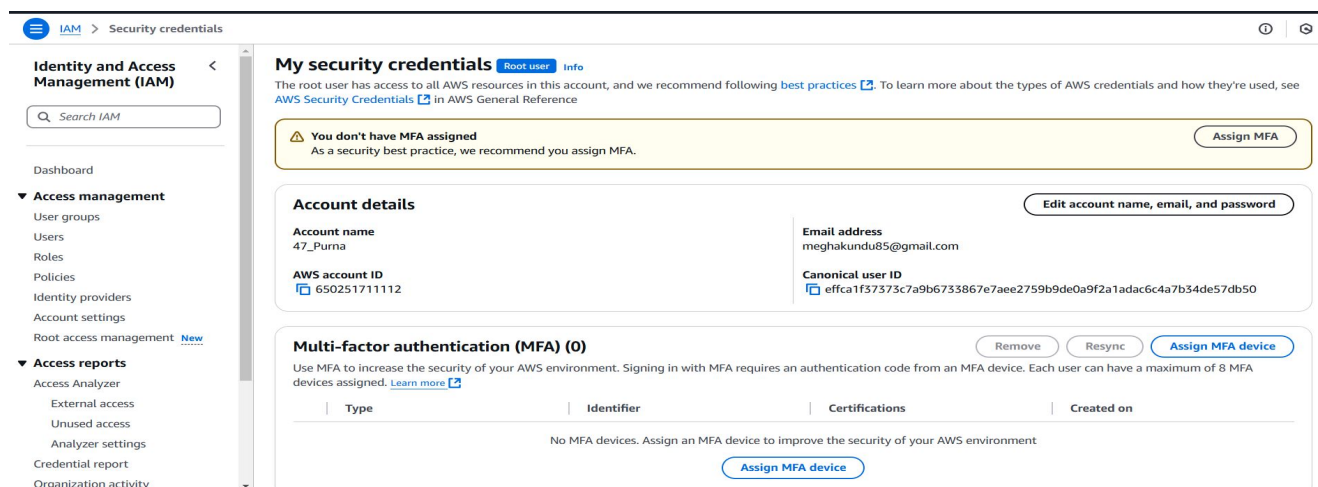 IAM > Security credentials
Identity and Access Management (IAM)
Search IAM
Dashboard
Access management
User groups
Users
Roles
Policies
Identity providers
Account settings
Root access management New
Access reports
Access Analyzer
External access
Unused access
Analyzer settings
Credential report
Organization activity
My security credentials Root user Info
The root user has access to all AWS resources in this account, and we recommend following best practices. To learn more about the types of AWS credentials and how they're used, see
AWS Security Credentials in AWS General Reference
You don't have MFA assigned
As a security best practice, we recommend you assign MFA.
Assign MFA
Account details
Edit account name, email, and password
Account name
47_Purna
Email address
meghakundu85@gmail.com
AWS account ID
650251711112
Canonical user ID
effca1f37373c7a9b6733867e7aee2759b9de0a9f2a1adac6c4a7b34de57db50
Multi-factor authentication (MFA) (0)
Remove
Resync
Assign MFA device
Use MFA to increase the security of your AWS environment. Signing in with MFA requires an authentication code from an MFA device. Each user can have a maximum of 8 MFA
devices assigned. Learn more
Type
Identifier
Certifications
Created on
No MFA devices. Assign an MFA device to improve the security of your AWS environment
Assign MFA device